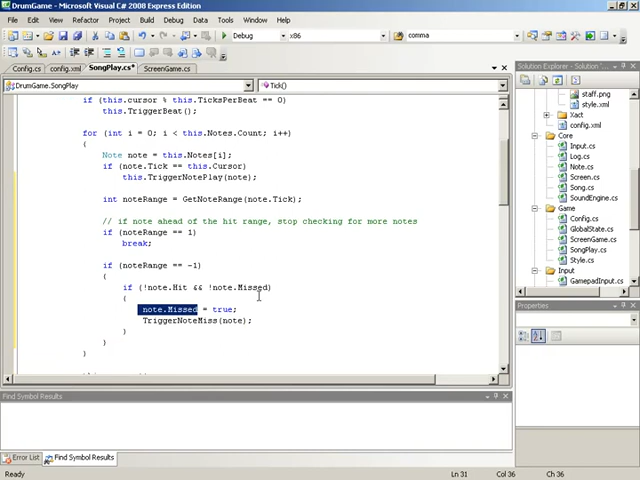 DrumGame - Microsoft Visual C# 2008 Express Edition
File Edit View Refactor Project Build Debug Data Tools Window Help
Debug x86 comma
Config.cs config.xml SongPlay.cs* ScreenGame.cs
DrumGame.SongPlay Tick()
if (this.cursor % this.TicksPerBeat == 0)
this.TriggerBeat();
for (int i = 0; i < this.Notes.Count; i++)
{
Note note = this.Notes[i];
if (note.Tick == this.Cursor)
this.TriggerNotePlay(note);
int noteRange = GetNoteRange(note.Tick);
// if note ahead of the hit range, stop checking for more notes
if (noteRange == 1)
break;
if (noteRange == -1)
{
if (!note.Hit && !note.Missed)
{
note.Missed = true;
TriggerNoteMiss(note);
}
}
}
Find Symbol Results
Error List Find Symbol Results
Ready Ln 31 Col 36 Ch 36
Solution Explorer -
staff.png
style.xml
Xact
config.xml
Core
Input.cs
Log.cs
Note.cs
Screen.cs
Song.cs
SoundEngine.cs
Game
Config.cs
GlobalState.cs
ScreenGame.cs
SongPlay.cs
Style.cs
Input
GamepadInput.cs
Properties